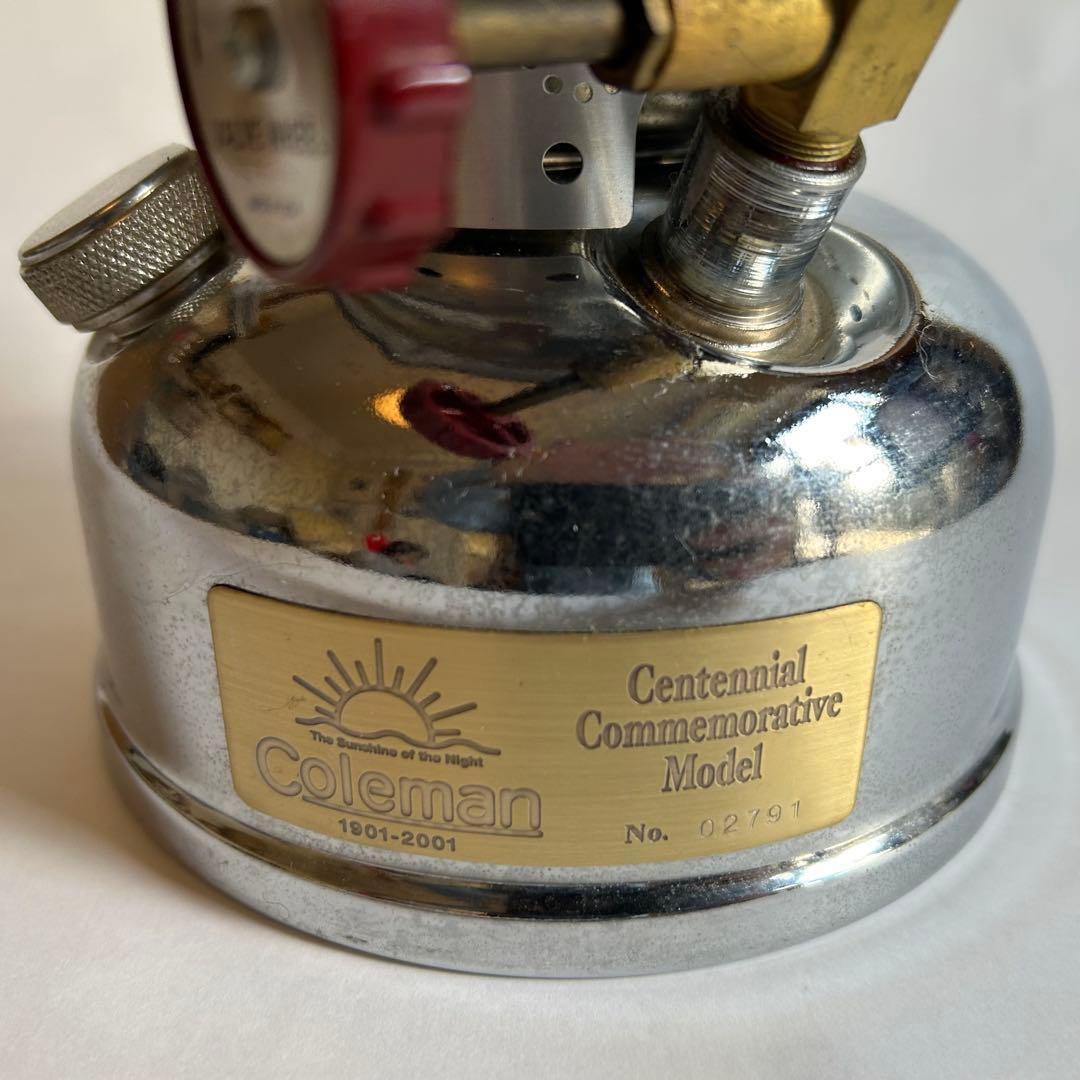 The Sunshine of the Night
Coleman
1901-2001
Centennial
Commemorative
Model
No. 02791